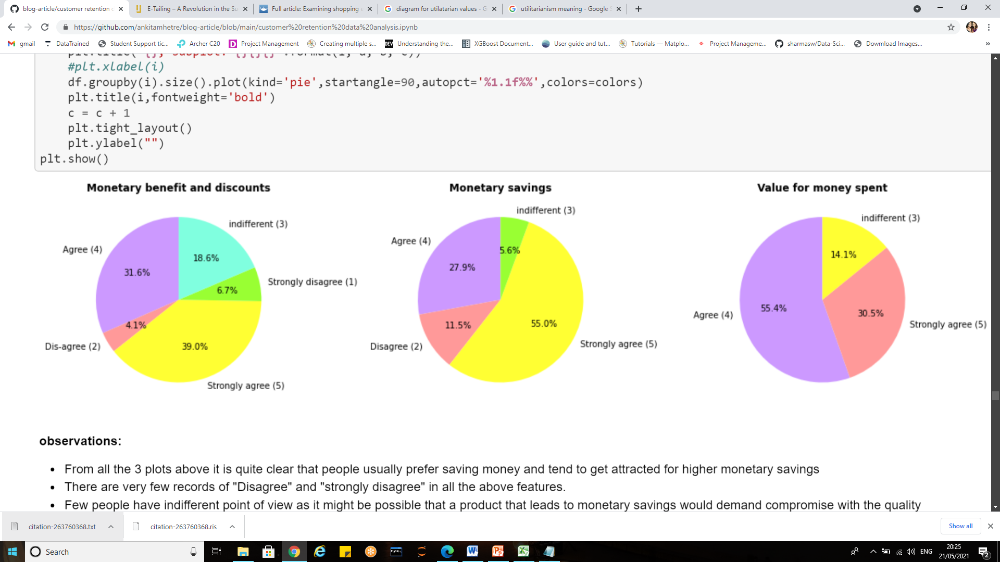 blog-article/customer retention
E-Tailing – A Revolution in the Su
Full article: Examining shopping
diagram for utilatarian values - G
utilitarianism meaning - Google
https://github.com/ankitamhetre/blog-article/blob/main/customer%20retention%20data%20analysis.ipynb
gmail
DataTrained
Student Support tic...
Archer C20
Project Management
Creating multiple s...
DEV
Understanding the...
XGBoost Document...
User guide and tut...
Tutorials — Matplo...
Project Manageme...
sharmasw/Data-Sci...
Download Images...
»
#plt.xlabel(i)
df.groupby(i).size().plot(kind='pie',startangle=90,autopct='%1.1f%%',colors=colors)
plt.title(i,fontweight='bold')
c = c + 1
plt.tight_layout()
plt.ylabel("")
plt.show()
Monetary benefit and discounts
indifferent (3)
Agree (4)
18.6%
31.6%
Strongly disagree (1)
6.7%
4.1%
Dis-agree (2)
39.0%
Strongly agree (5)
Monetary savings
indifferent (3)
Agree (4)
5.6%
27.9%
11.5%
55.0%
Disagree (2)
Strongly agree (5)
Value for money spent
indifferent (3)
14.1%
55.4%
30.5%
Agree (4)
Strongly agree (5)
observations:
• From all the 3 plots above it is quite clear that people usually prefer saving money and tend to get attracted for higher monetary savings
• There are very few records of "Disagree" and "strongly disagree" in all the above features.
• Few people have indifferent point of view as it might be possible that a product that leads to monetary savings would demand compromise with the quality
citation-263760368.txt
citation-263760368.ris
Show all
Search
MySQL
ENG
20:25
21/05/2021
2